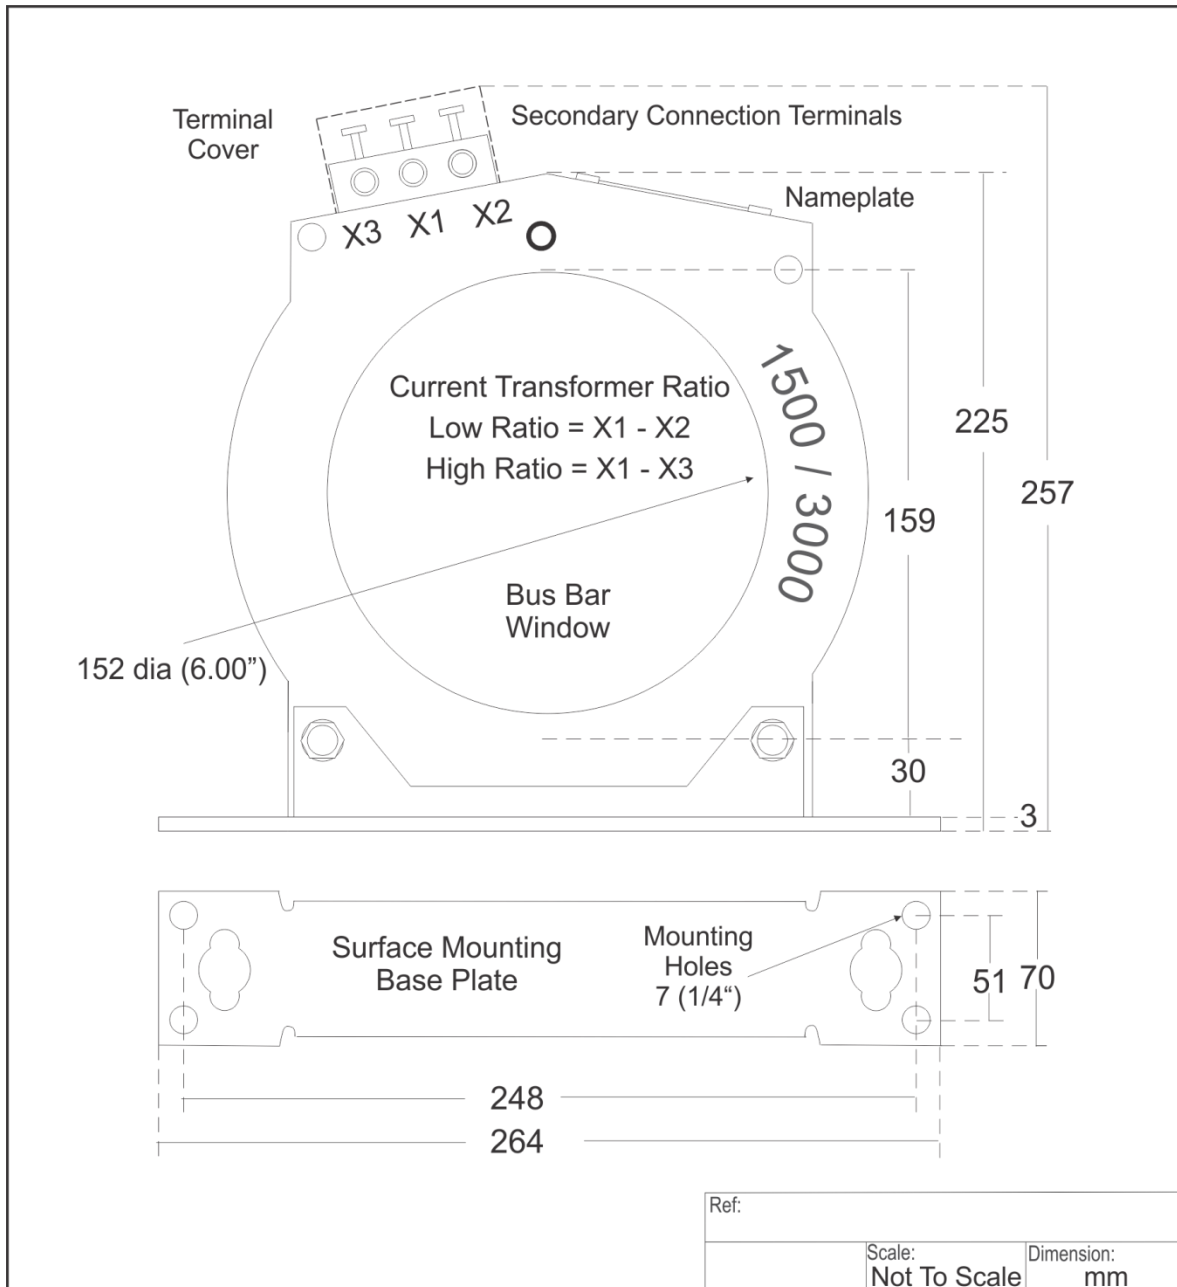 Terminal
Cover
Secondary Connection Terminals
Nameplate
X3 X1 X2
Current Transformer Ratio
Low Ratio = X1 - X2
High Ratio = X1 - X3
1500 / 3000
225
257
159
Bus Bar
Window
152 dia (6.00”)
30
3
Surface Mounting
Base Plate
Mounting
Holes
7 (1/4“)
51
70
248
264
Ref:
Scale:
Not To Scale
Dimension:
mm